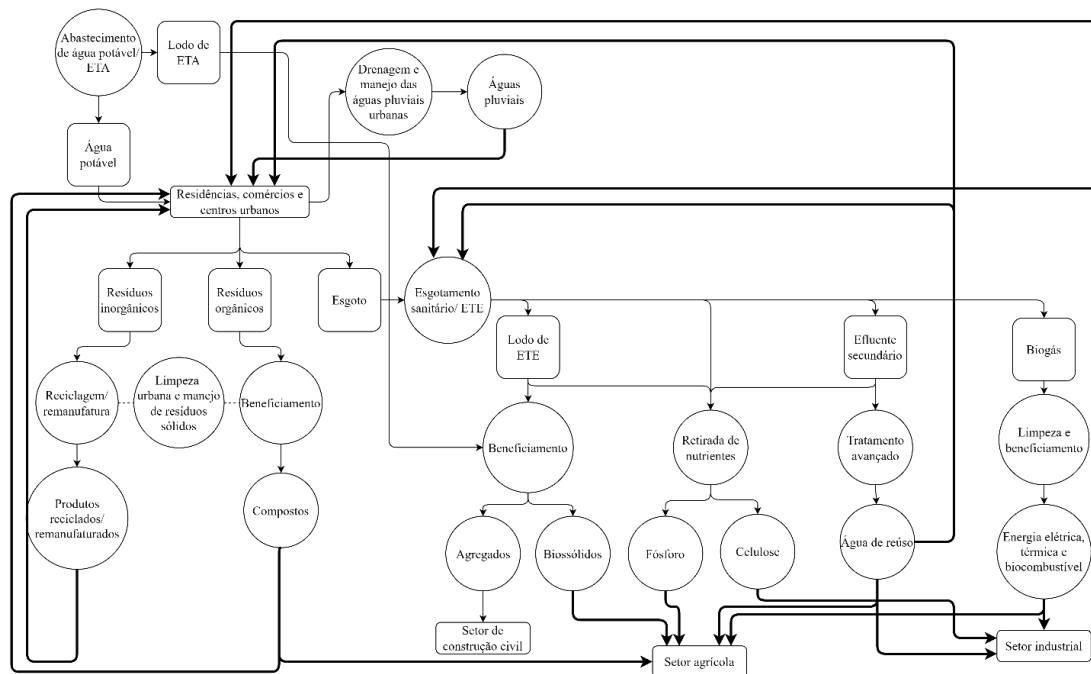 Abastecimento
de água potável/
ETA
Lodo de
ETA
Drenagem e
manejo das
águas pluviais
urbanas
Águas
pluviais
Água
potável
Residências, comércios e
centros urbanos
Resíduos
inorgânicos
Resíduos
orgânicos
Esgoto
Esgotamento
sanitário/ ETE
Lodo de
ETE
Efluente
secundário
Biogás
Reciclagem/
remanufatura
Limpeza
urbana e manejo
de resíduos
sólidos
Beneficiamento
Beneficiamento
Retirada de
nutrientes
Tratamento
avançado
Limpeza e
beneficiamento
Produtos
reciclados/
remanufaturados
Compostos
Agregados
Biossólidos
Fósforo
Celulose
Água de reúso
Energia elétrica,
térmica e
biocombustível
Setor de
construção civil
Setor agrícola
Setor industrial